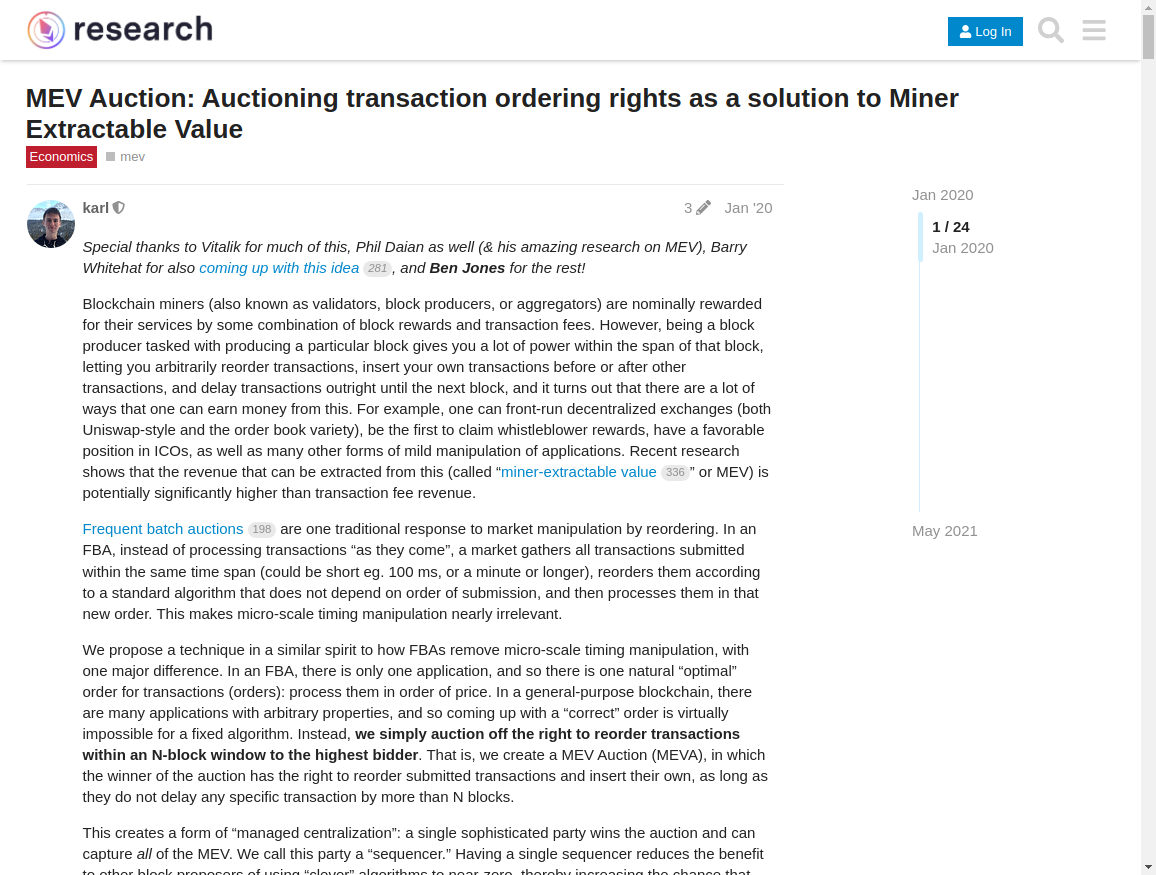 research
Log In
MEV Auction: Auctioning transaction ordering rights as a solution to Miner
Extractable Value
Economics mev
karl 3 Jan '20
Special thanks to Vitalik for much of this, Phil Daian as well (& his amazing research on MEV), Barry
Whitehat for also coming up with this idea 281, and Ben Jones for the rest!
Blockchain miners (also known as validators, block producers, or aggregators) are nominally rewarded
for their services by some combination of block rewards and transaction fees. However, being a block
producer tasked with producing a particular block gives you a lot of power within the span of that block,
letting you arbitrarily reorder transactions, insert your own transactions before or after other
transactions, and delay transactions outright until the next block, and it turns out that there are a lot of
ways that one can earn money from this. For example, one can front-run decentralized exchanges (both
Uniswap-style and the order book variety), be the first to claim whistleblower rewards, have a favorable
position in ICOs, as well as many other forms of mild manipulation of applications. Recent research
shows that the revenue that can be extracted from this (called “miner-extractable value 336” or MEV) is
potentially significantly higher than transaction fee revenue.
Frequent batch auctions 198 are one traditional response to market manipulation by reordering. In an
FBA, instead of processing transactions “as they come”, a market gathers all transactions submitted
within the same time span (could be short eg. 100 ms, or a minute or longer), reorders them according
to a standard algorithm that does not depend on order of submission, and then processes them in that
new order. This makes micro-scale timing manipulation nearly irrelevant.
We propose a technique in a similar spirit to how FBAs remove micro-scale timing manipulation, with
one major difference. In an FBA, there is only one application, and so there is one natural “optimal”
order for transactions (orders): process them in order of price. In a general-purpose blockchain, there
are many applications with arbitrary properties, and so coming up with a “correct” order is virtually
impossible for a fixed algorithm. Instead, we simply auction off the right to reorder transactions
within an N-block window to the highest bidder. That is, we create a MEV Auction (MEVA), in which
the winner of the auction has the right to reorder submitted transactions and insert their own, as long as
they do not delay any specific transaction by more than N blocks.
This creates a form of “managed centralization”: a single sophisticated party wins the auction and can
capture all of the MEV. We call this party a “sequencer.” Having a single sequencer reduces the benefit
to other block proposers of using “clever” algorithms to near-zero, thereby increasing the chance that
Jan 2020
1 / 24
Jan 2020
May 2021